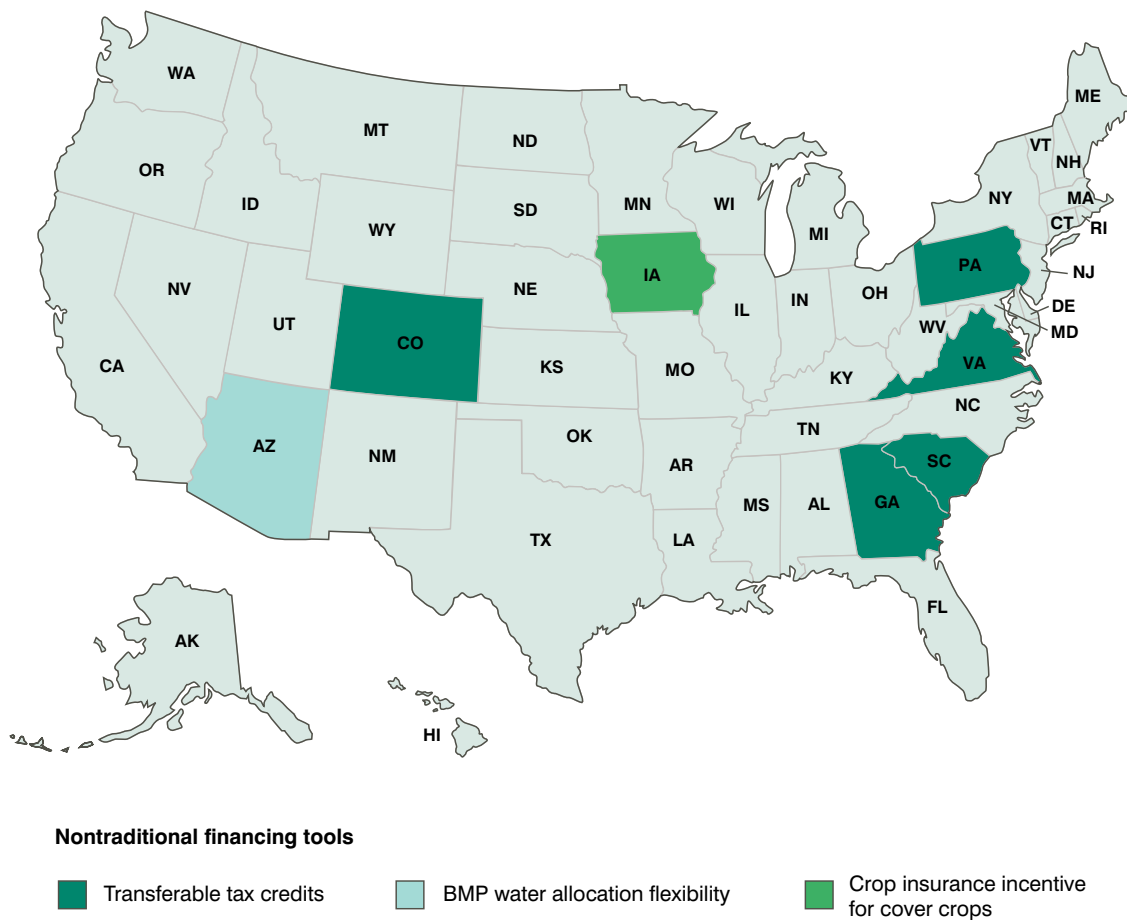 WA
MT
ND
ME
VT
NH
OR
ID
SD
MN
WI
NY
MA
WY
MI
CT
RI
PA
NJ
NV
NE
IA
OH
IN
IL
DE
MD
UT
CO
WV
VA
CA
KS
MO
KY
NC
TN
AZ
NM
OK
AR
SC
MS
AL
GA
TX
LA
FL
AK
HI
Nontraditional financing tools
Transferable tax credits
BMP water allocation flexibility
Crop insurance incentive
for cover crops